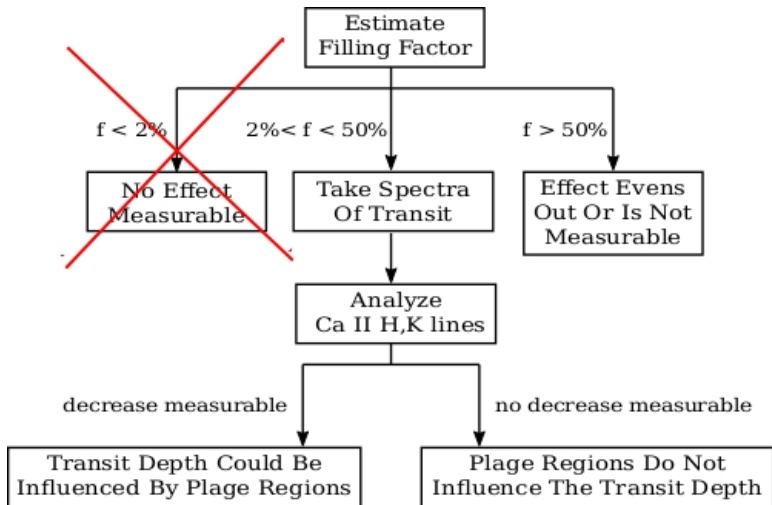 Estimate
Filling Factor
f < 2%
2%< f < 50%
f > 50%
No Effect
Measurable
Take Spectra
Of Transit
Effect Evens
Out Or Is Not
Measurable
Analyze
Ca II H,K lines
decrease measurable
no decrease measurable
Transit Depth Could Be
Influenced By Plage Regions
Plage Regions Do Not
Influence The Transit Depth